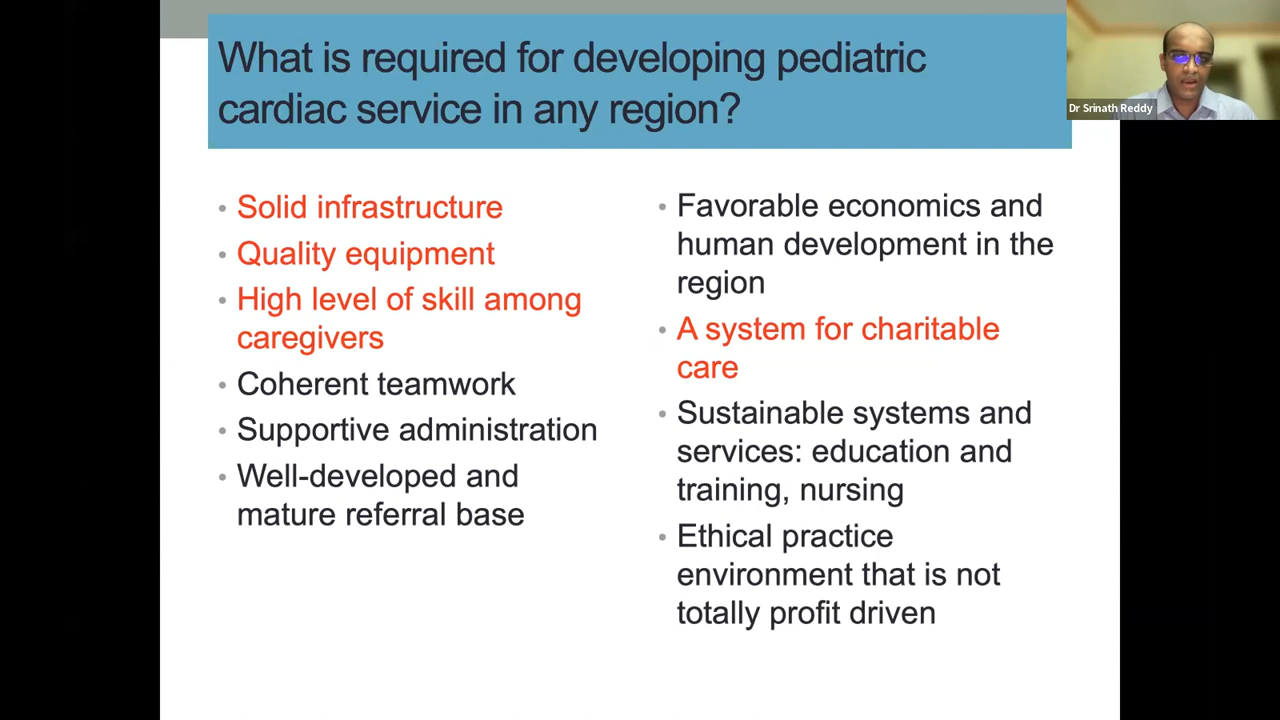 What is required for developing pediatric
cardiac service in any region?
Dr Srinath Reddy
• Solid infrastructure
• Quality equipment
• High level of skill among
caregivers
• Coherent teamwork
• Supportive administration
• Well-developed and
mature referral base
• Favorable economics and
human development in the
region
• A system for charitable
care
• Sustainable systems and
services: education and
training, nursing
• Ethical practice
environment that is not
totally profit driven